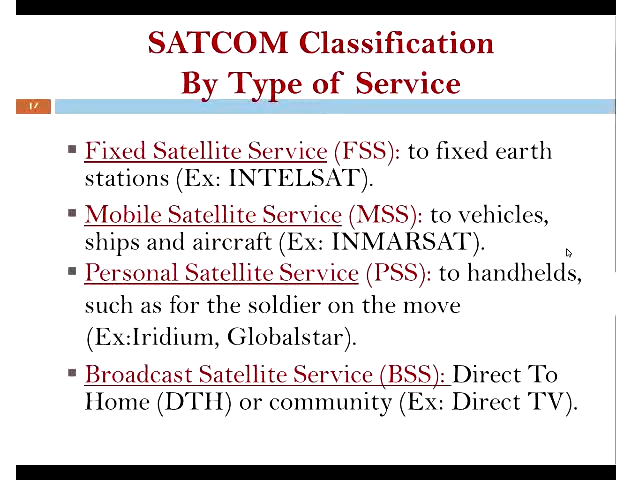 SATCOM Classification
By Type of Service
17
Fixed Satellite Service (FSS): to fixed earth
stations (Ex: INTELSAT).
Mobile Satellite Service (MSS): to vehicles,
ships and aircraft (Ex: INMARSAT).
Personal Satellite Service (PSS): to handhelds,
such as for the soldier on the move
(Ex:Iridium, Globalstar).
Broadcast Satellite Service (BSS): Direct To
Home (DTH) or community (Ex: Direct TV).